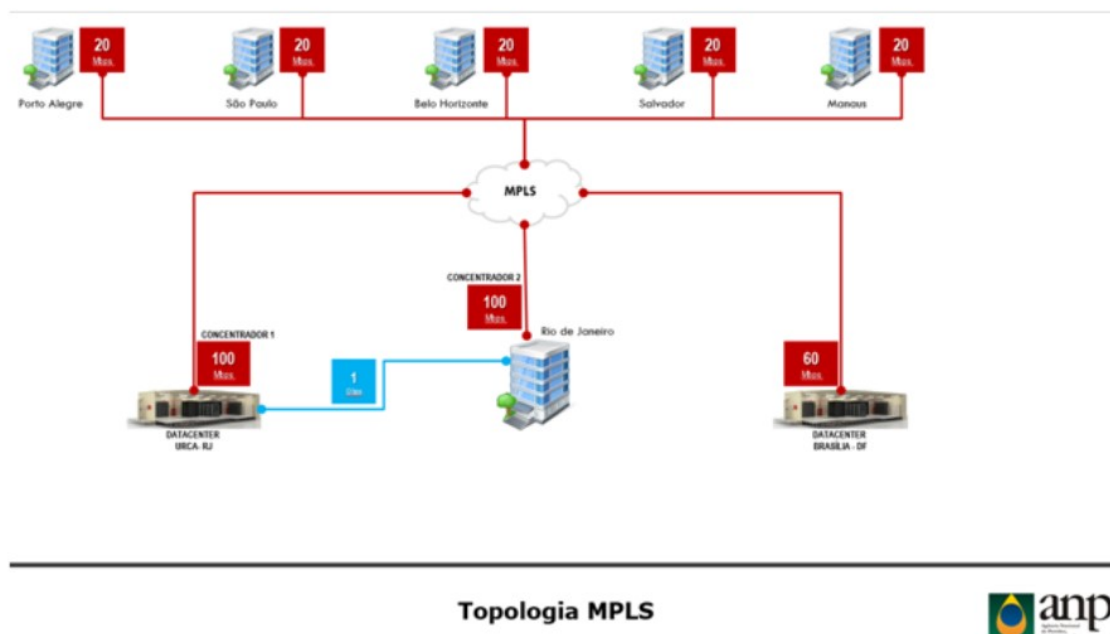 20
Mbps.
20
Mbps.
20
Mbps.
20
Mbps.
20
Mbps.
Porto Alegre
São Paulo
Belo Horizonte
Salvador
Manaus
MPLS
CONCENTRADOR 2
100
Mbps.
Rio de Janeiro
CONCENTRADOR 1
100
Mbps.
1
60
Mbps.
DATACENTER
URCA- RJ
DATACENTER
BRASÍLIA - DF
Topologia MPLS
anp
Agência Nacional